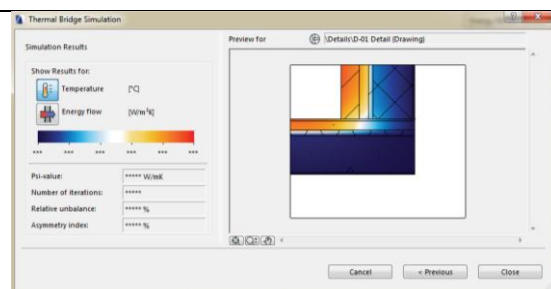 Thermal Bridge Simulation
Simulation Results
Show Results for:
Temperature [°C]
Energy flow [W/m²K]
*** *** *** *** *** ***
Psi-value: ***** W/mK
Number of iterations: *****
Relative unbalance: ***** %
Asymmetry index: ***** %
Preview for \Details\D-01 Detail (Drawing)
Cancel
< Previous
Close